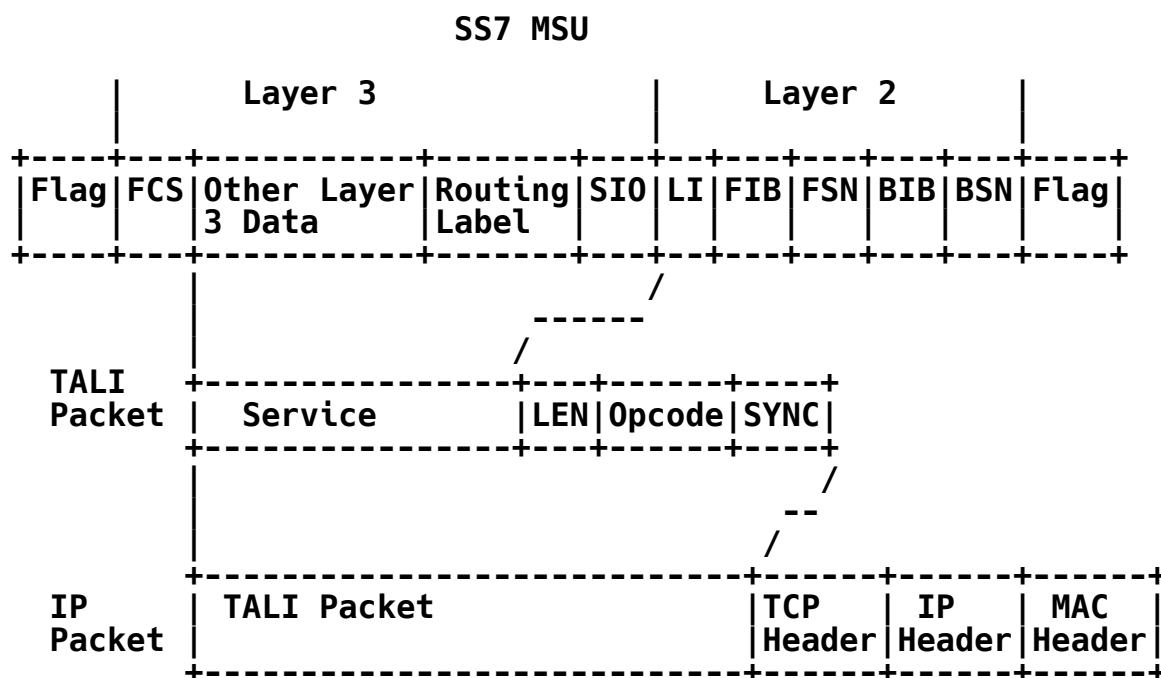 SS7 MSU
| Layer 3 | Layer 2 |
| | |
+----+---+-----------+-------+---+--+---+---+---+---+----+
|Flag|FCS|Other Layer|Routing|SIO|LI|FIB|FSN|BIB|BSN|Flag|
| | |3 Data |Label | | | | | | | |
+----+---+-----------+-------+---+--+---+---+---+---+----+
| /
| ------
| /
TALI +----------------+---+------+----+
Packet | Service |LEN|Opcode|SYNC|
+----------------+---+------+----+
| /
| --
| /
+----------------------------+------+------+------+
IP | TALI Packet |TCP | IP | MAC |
Packet | |Header|Header|Header|
+----------------------------+------+------+------+